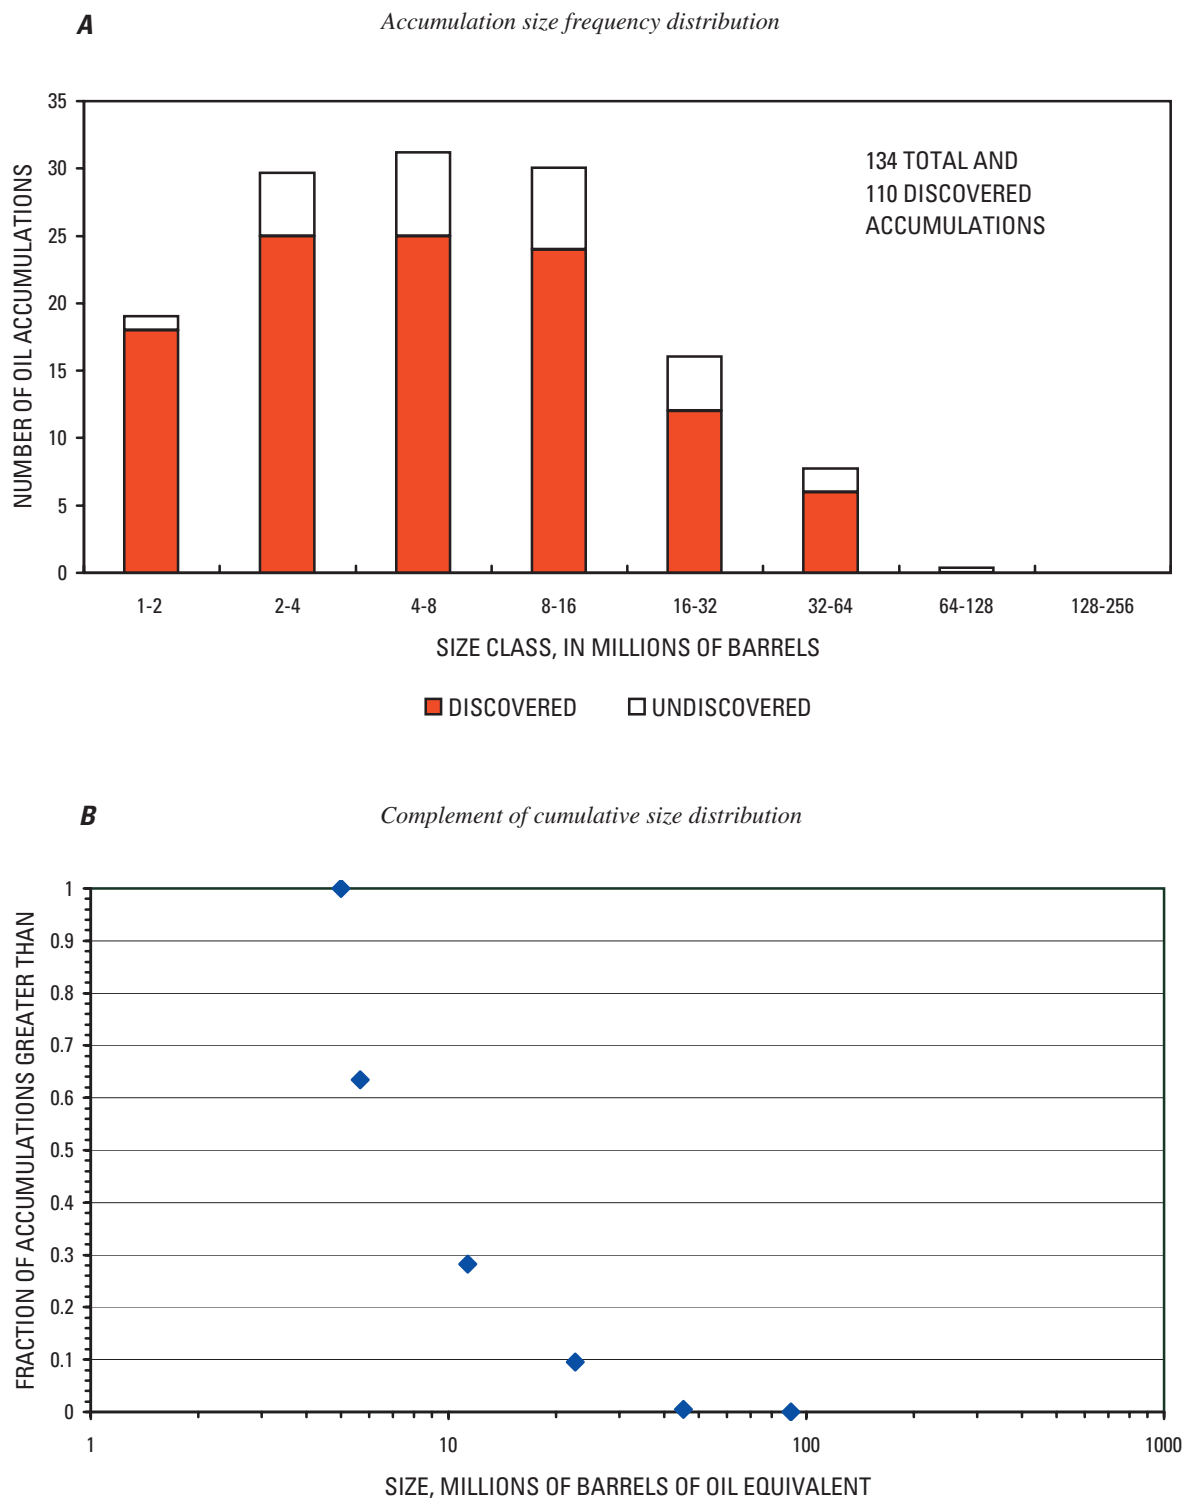 A
Accumulation size frequency distribution
NUMBER OF OIL ACCUMULATIONS
35
30
25
20
15
10
5
0
134 TOTAL AND
110 DISCOVERED
ACCUMULATIONS
1-2 2-4 4-8 8-16 16-32 32-64 64-128 128-256
SIZE CLASS, IN MILLIONS OF BARRELS
DISCOVERED UNDISCOVERED
B
Complement of cumulative size distribution
FRACTION OF ACCUMULATIONS GREATER THAN
1
0.9
0.8
0.7
0.6
0.5
0.4
0.3
0.2
0.1
0
1 10 100 1000
SIZE, MILLIONS OF BARRELS OF OIL EQUIVALENT